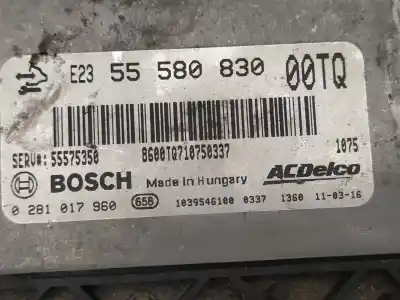 E23 55 580 830 00TQ
SERV#: 55575350 8600TQ710750337 1075
BOSCH Made in Hungary ACDelco
0 281 017 960 658 1039S46100 0337 1360 11-03-16